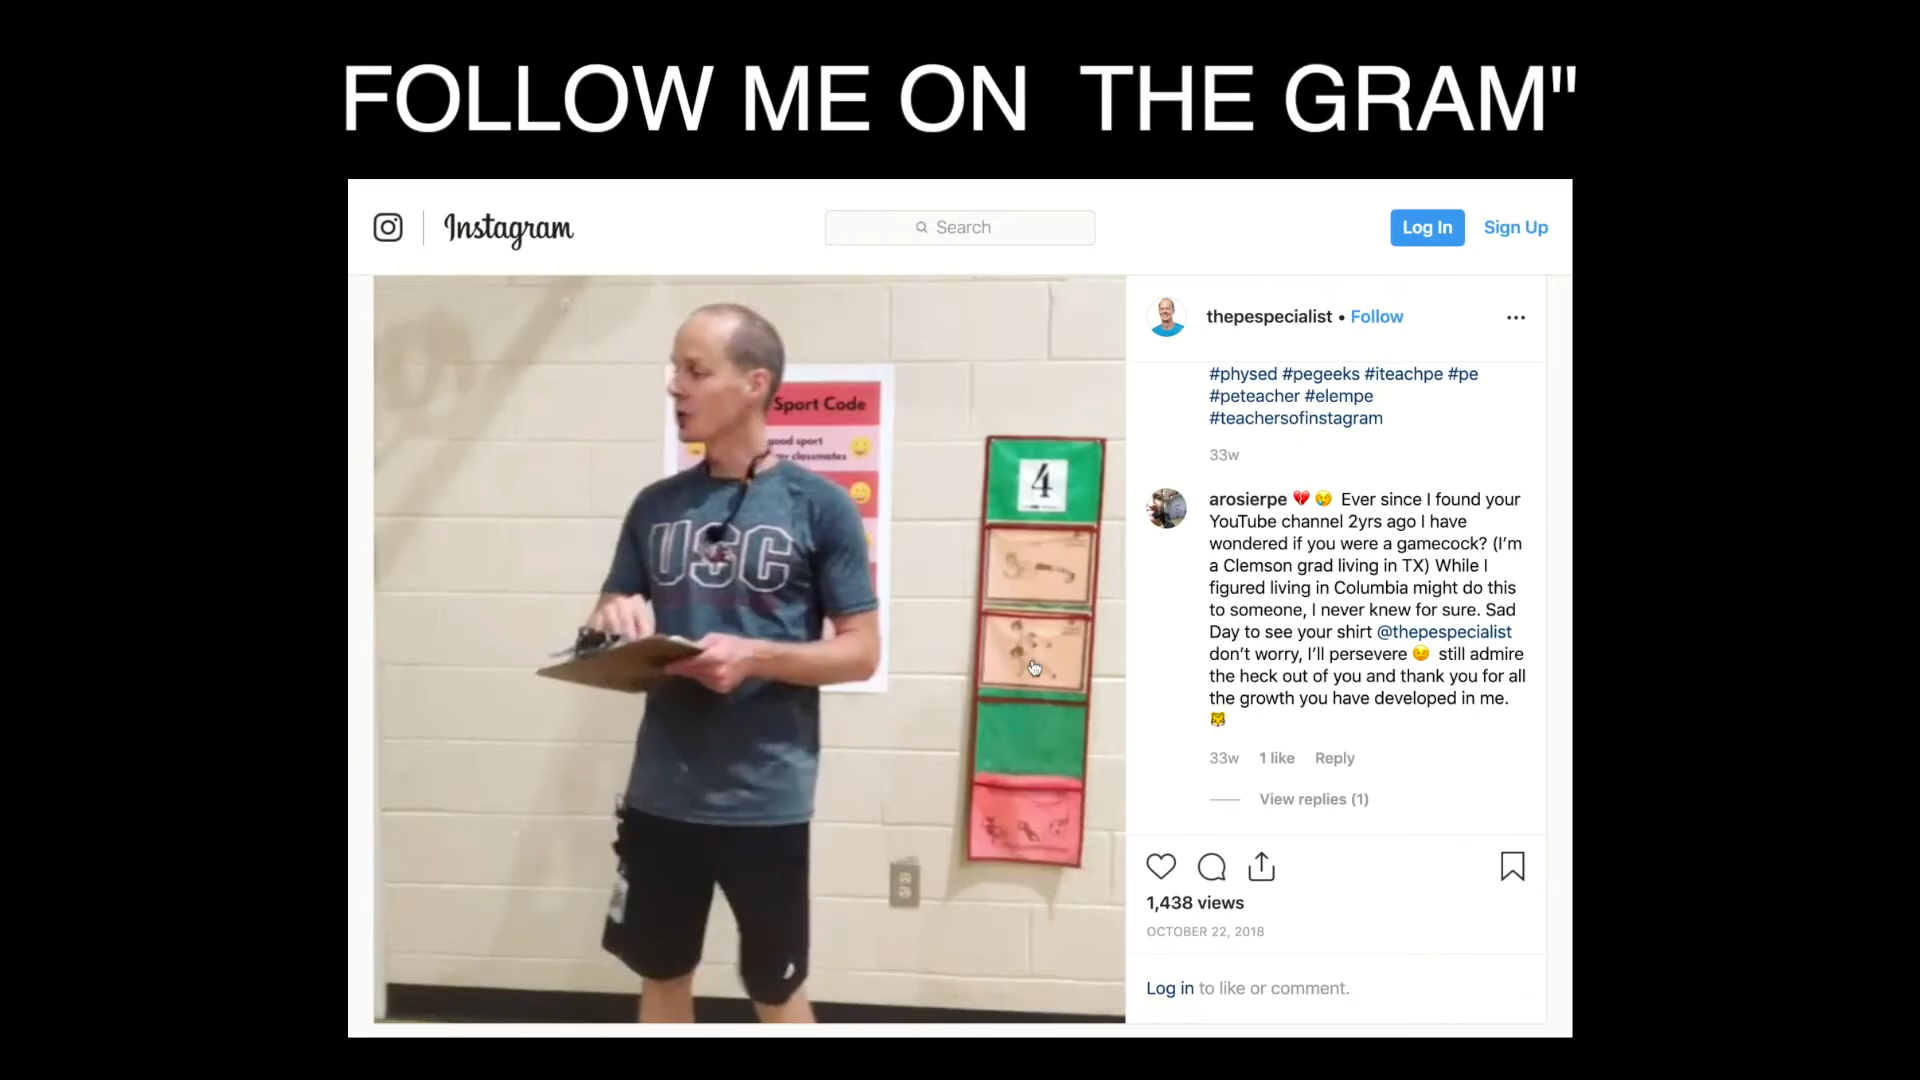 FOLLOW ME ON  THE GRAM"
Instagram
Search
Log In
Sign Up
thepespecialist • Follow
#physed #pegeeks #iteachpe #pe
#peteacher #elempe
#teachersofinstagram
33w
arosierpe 💔 😢 Ever since I found your
YouTube channel 2yrs ago I have
wondered if you were a gamecock? (I'm
a Clemson grad living in TX) While I
figured living in Columbia might do this
to someone, I never knew for sure. Sad
Day to see your shirt @thepespecialist
don't worry, I'll persevere 😉 still admire
the heck out of you and thank you for all
the growth you have developed in me.
🐯
33w 1 like Reply
View replies (1)
1,438 views
OCTOBER 22, 2018
Log in to like or comment.
Sport Code
good sport
classmates
4
USC